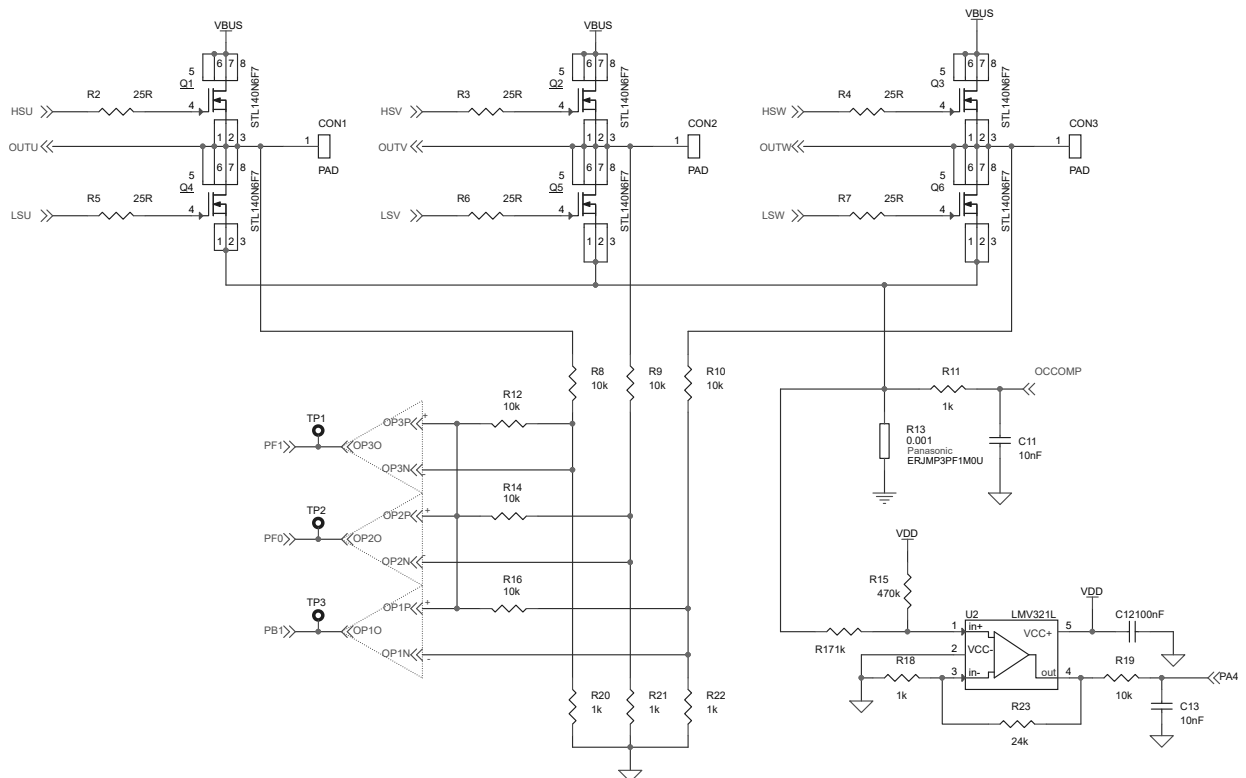 VBUS VBUS VBUS
5 6 7 8 5 6 7 8 5 6 7 8
Q1 Q2 Q3
STL140N6F7 STL140N6F7 STL140N6F7
R2 25R R3 25R R4 25R
HSU 4 HSV 4 HSW 4
CON1 CON2 CON3
1 2 3 1 1 2 3 1 1 2 3 1
OUTU OUTV OUTW
PAD PAD PAD
5 6 7 8 5 6 7 8 5 6 7 8
Q4 Q5 Q6
STL140N6F7 STL140N6F7 STL140N6F7
R5 25R R6 25R R7 25R
LSU 4 LSV 4 LSW 4
1 2 3 1 2 3 1 2 3
R8 R9 R10
10k 10k 10k
R11 OCCOMP
1k
R12
10k
TP1 OP3P +
PF1 OP3O
OP3N -
R13
0.001
Panasonic
ERJMP3PF1M0U
C11
10nF
R14
10k
TP2 OP2P +
PF0 OP2O
OP2N -
VDD
R15
470k
R16
10k
TP3 OP1P +
PB1 OP1O
OP1N -
VDD
U2 LMV321L
C12100nF
1 in+ VCC+ 5
R171k
2 VCC-
R18 3 in- out 4 R19
1k 10k PA4
R20 R21 R22
1k 1k 1k
R23
24k
C13
10nF